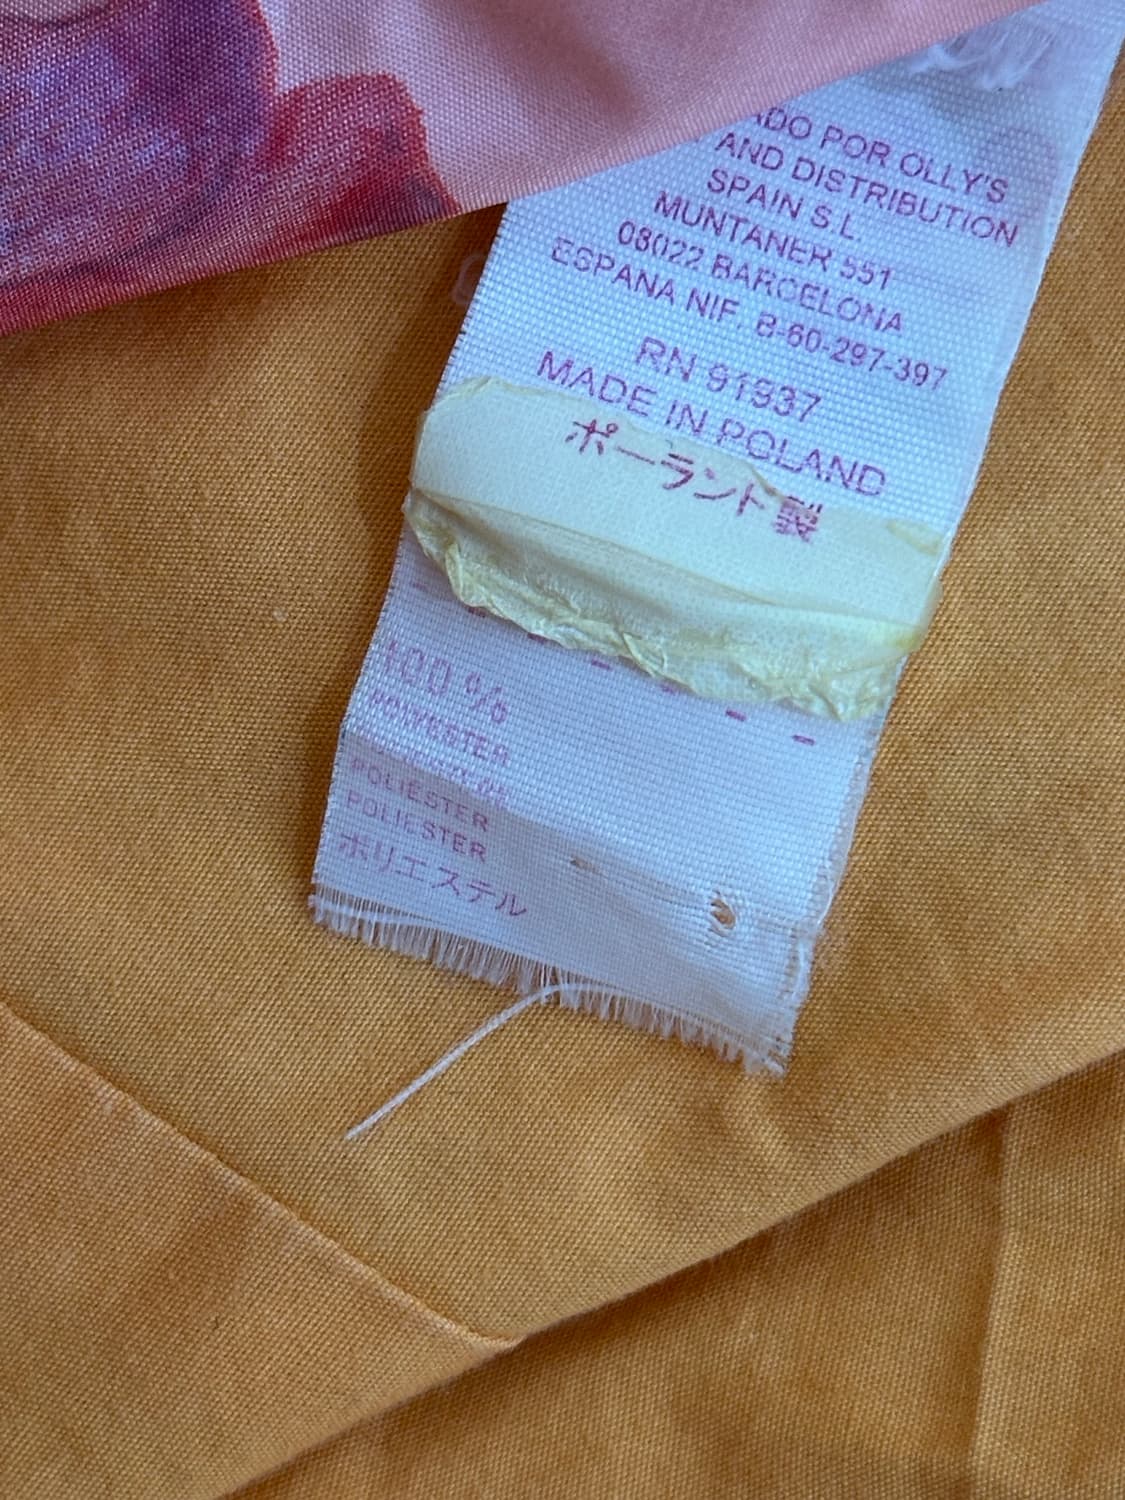 ADO POR OLLY'S
AND DISTRIBUTION
SPAIN S.L.
MUNTANER 551
08022 BARCELONA
ESPANA NIF. B-60-297-397
RN 91937
MADE IN POLAND
ポーランド製
100%
POLYESTER
POLIESTER
POLIESTER
ポリエステル